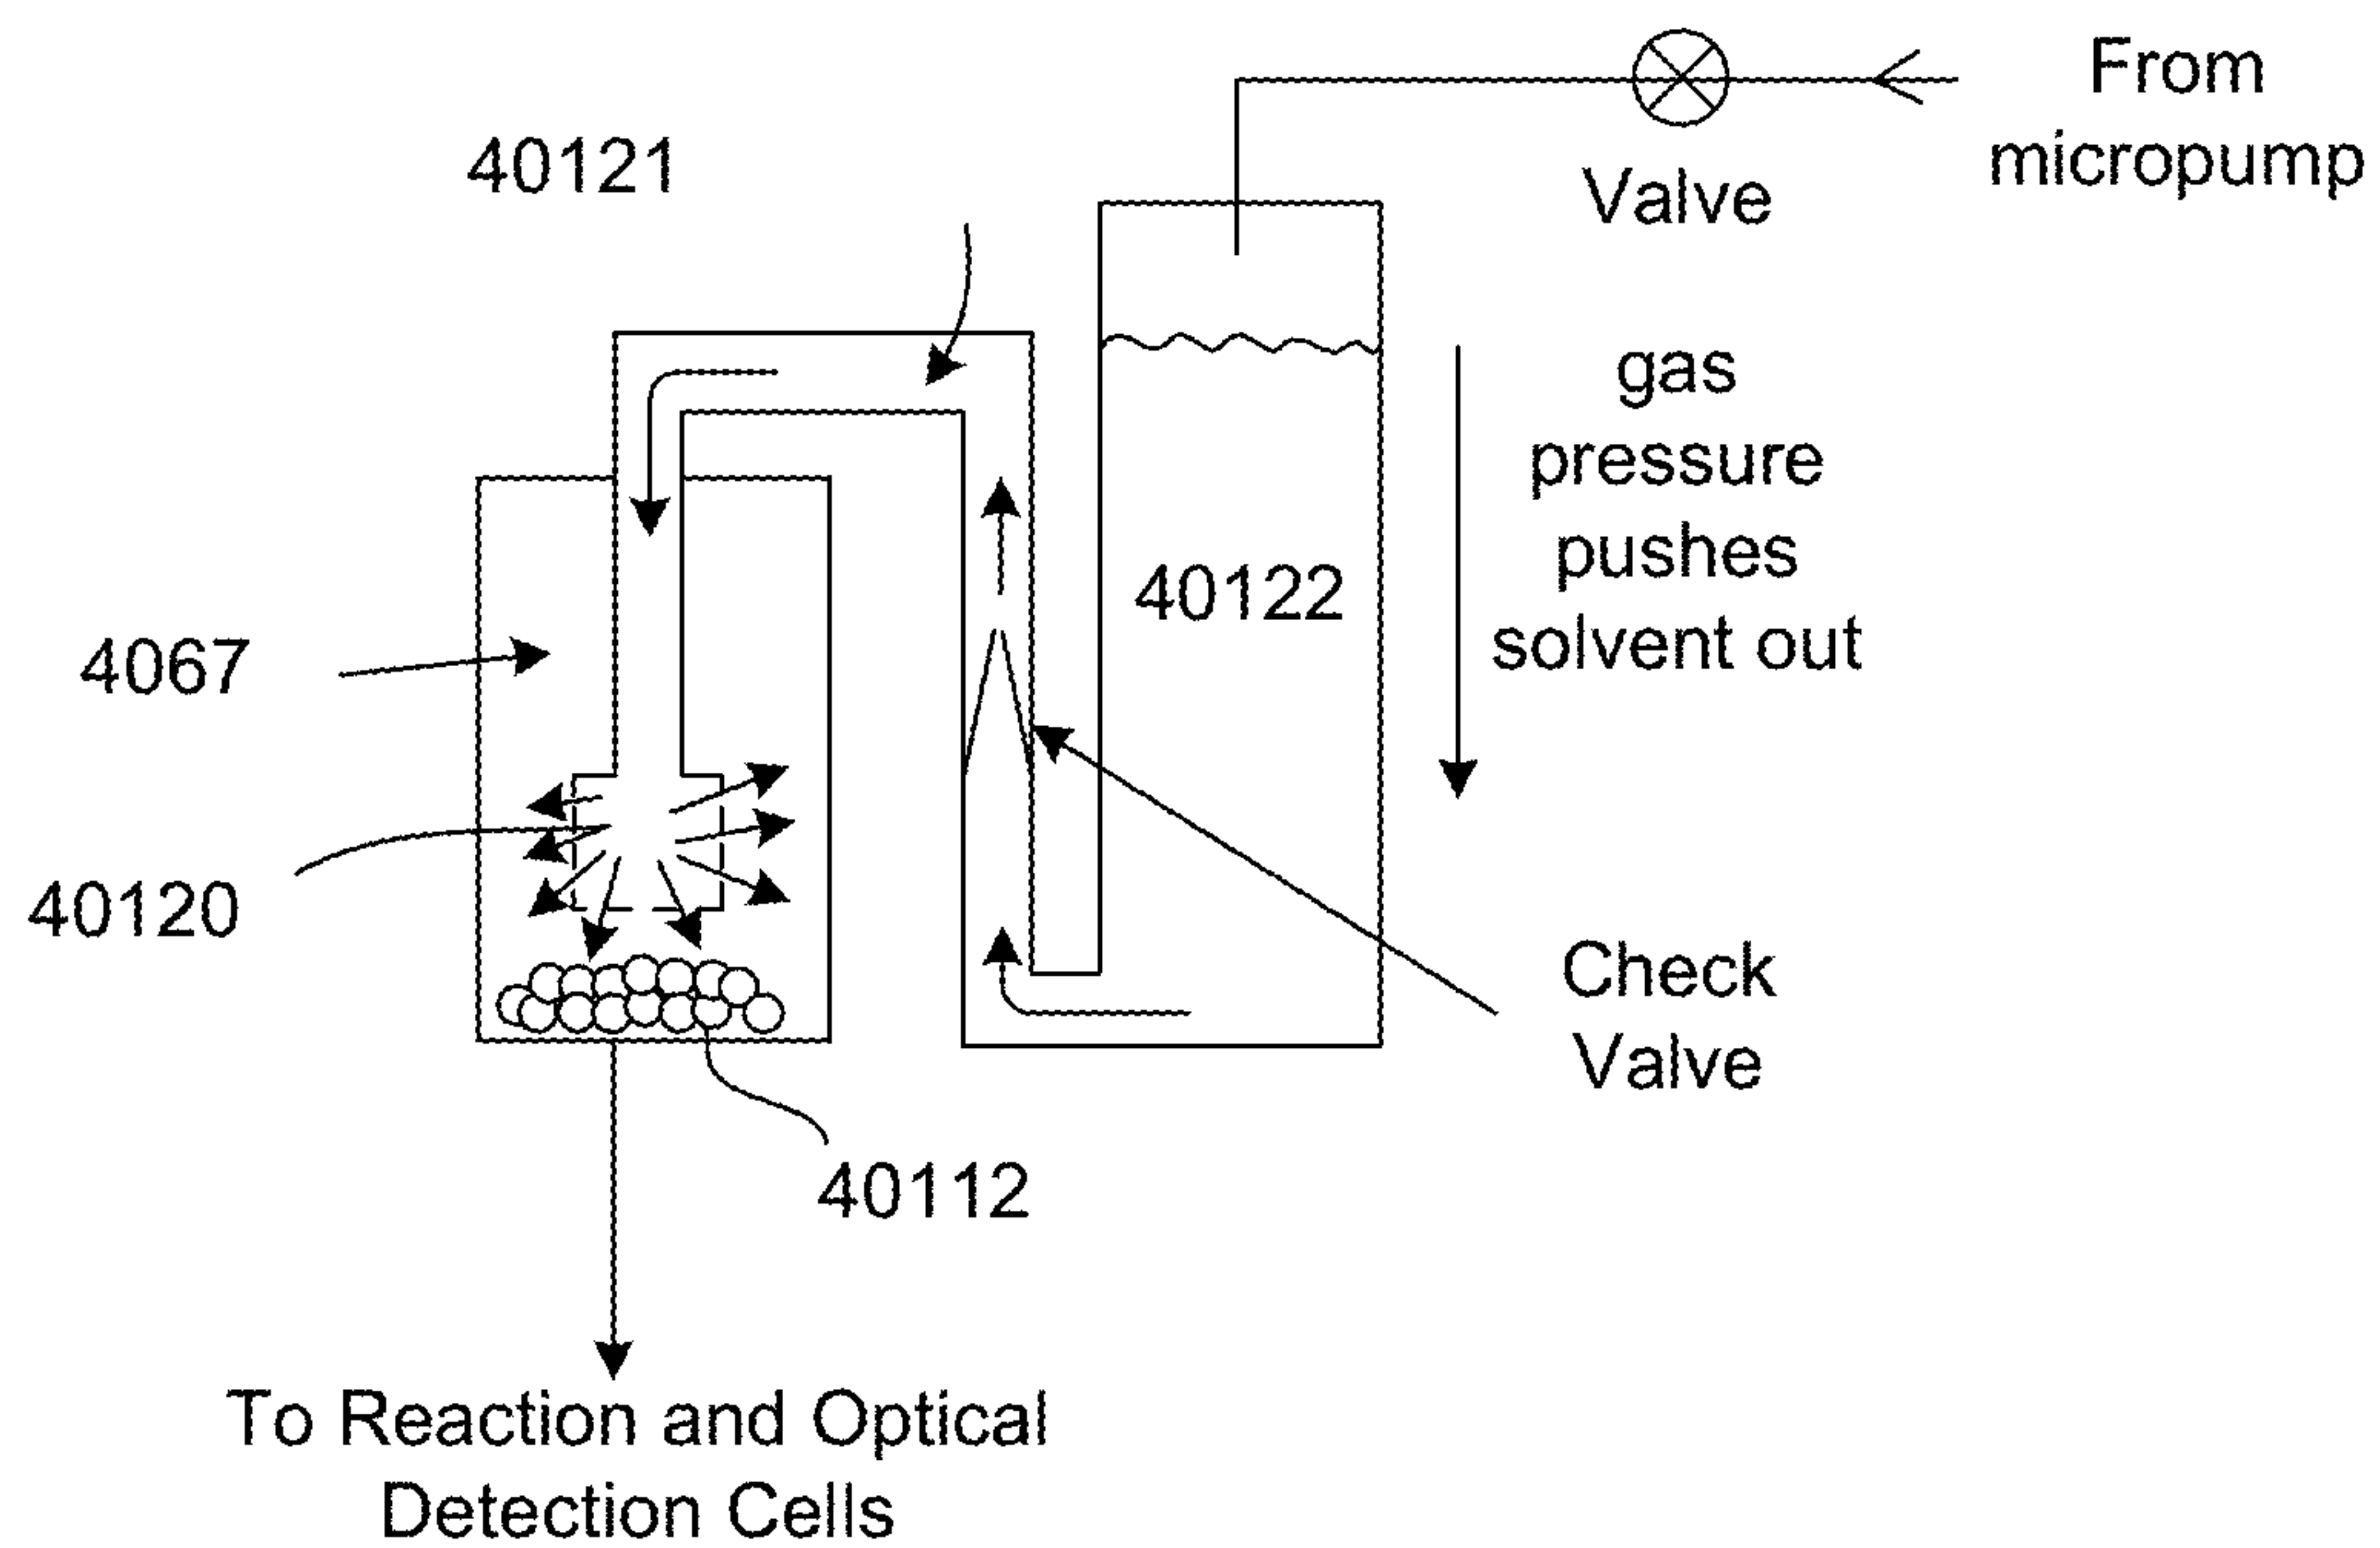 From
micropump
Valve
40121
gas
pressure
pushes
solvent out
40122
4067
40120
Check
Valve
40112
To Reaction and Optical
Detection Cells